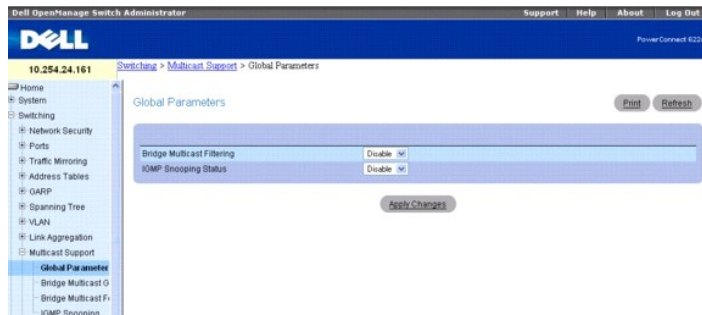 Dell OpenManage Switch Administrator
Support Help About Log Out
DELL
PowerConnect
10.254.24.161
Switching > Multicast Support > Global Parameters
Home
System
Switching
Network Security
Ports
Traffic Mirroring
Address Tables
GARP
Spanning Tree
VLAN
Link Aggregation
Multicast Support
Global Parameter
Bridge Multicast G
Bridge Multicast F
IGMP Snooping
Global Parameters
Print Refresh
Bridge Multicast Filtering Disable
IGMP Snooping Status Disable
Apply Changes